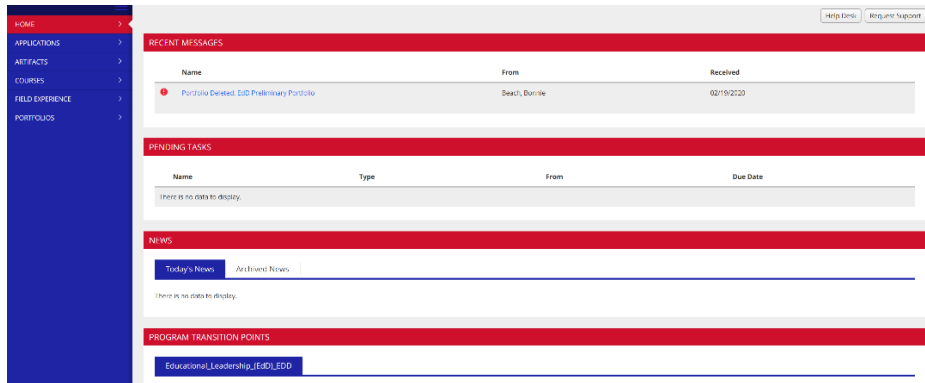 Help Desk Request Support
HOME
APPLICATIONS
ARTIFACTS
COURSES
FIELD EXPERIENCE
PORTFOLIOS
RECENT MESSAGES
Name From Received
Portfolio Deleted: EdD Preliminary Portfolio Beach, Bonnie 02/19/2020
PENDING TASKS
Name Type From Due Date
There is no data to display.
NEWS
Today's News Archived News
There is no data to display.
PROGRAM TRANSITION POINTS
Educational_Leadership_(EdD)_EDD